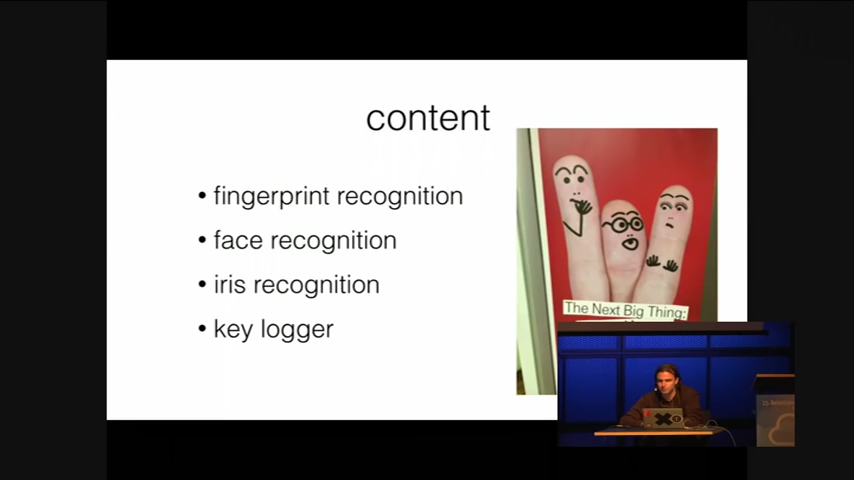 content
• fingerprint recognition
• face recognition
• iris recognition
• key logger
The Next Big Thing: